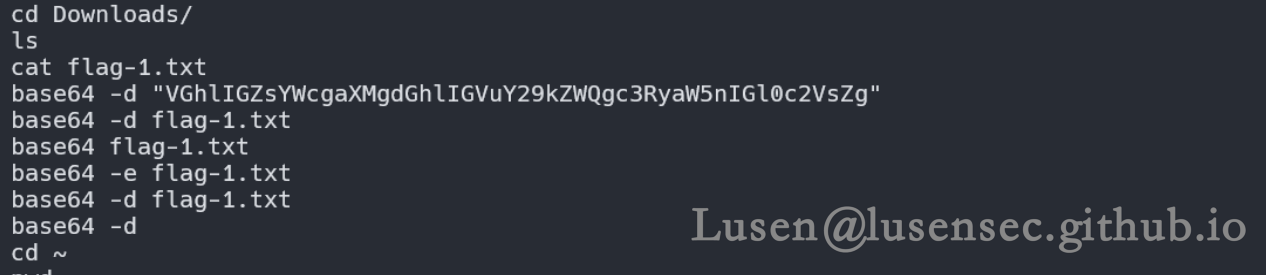 cd Downloads/
ls
cat flag-1.txt
base64 -d "VGhlIGZsYWcgaXMgdGhlIGVuY29kZWQgc3RyaW5nIGl0c2VsZg"
base64 -d flag-1.txt
base64 flag-1.txt
base64 -e flag-1.txt
base64 -d flag-1.txt
base64 -d
cd ~
Lusen@lusensec.github.io